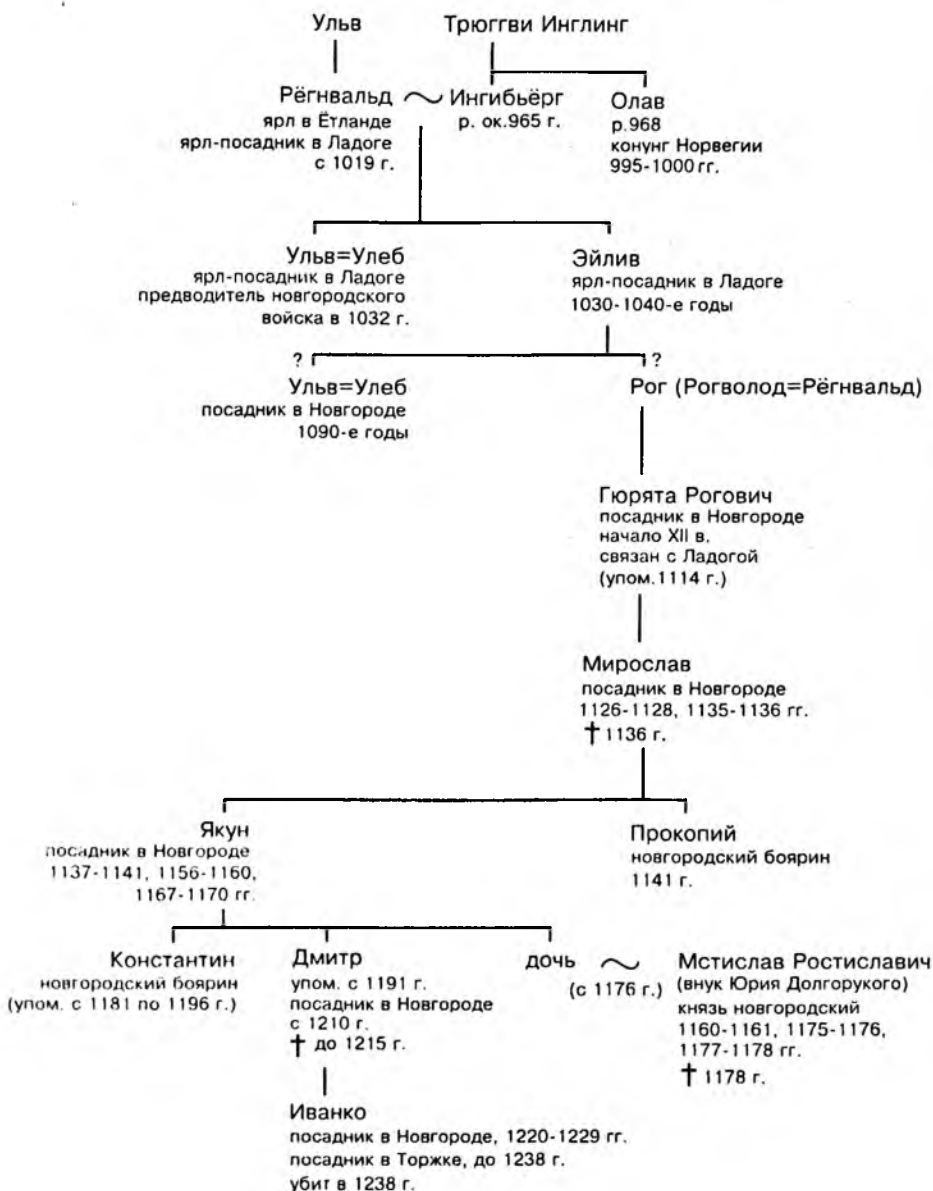 Ульв
Трюггви Инглинг
Рёгнвальд ~ Ингибьёрг
ярл в Ётланде
ярл-посадник в Ладоге
с 1019 г.
р. ок.965 г.
Олав
р.968
конунг Норвегии
995-1000 гг.
Ульв=Улеб
ярл-посадник в Ладоге
предводитель новгородского
войска в 1032 г.
Эйлив
ярл-посадник в Ладоге
1030-1040-е годы
?
?
Ульв=Улеб
посадник в Новгороде
1090-е годы
Рог (Рогволод=Рёгнвальд)
Гюрята Рогович
посадник в Новгороде
начало XII в.
связан с Ладогой
(упом.1114 г.)
Мирослав
посадник в Новгороде
1126-1128, 1135-1136 гг.
† 1136 г.
Якун
посадник в Новгороде
1137-1141, 1156-1160,
1167-1170 гг.
Прокопий
новгородский боярин
1141 г.
Константин
новгородский боярин
(упом. с 1181 по 1196 г.)
Дмитр
упом. с 1191 г.
посадник в Новгороде
с 1210 г.
† до 1215 г.
дочь ~ Мстислав Ростиславич
(с 1176 г.)
(внук Юрия Долгорукого)
князь новгородский
1160-1161, 1175-1176,
1177-1178 гг.
† 1178 г.
Иванко
посадник в Новгороде, 1220-1229 гг.
посадник в Торжке, до 1238 г.
убит в 1238 г.